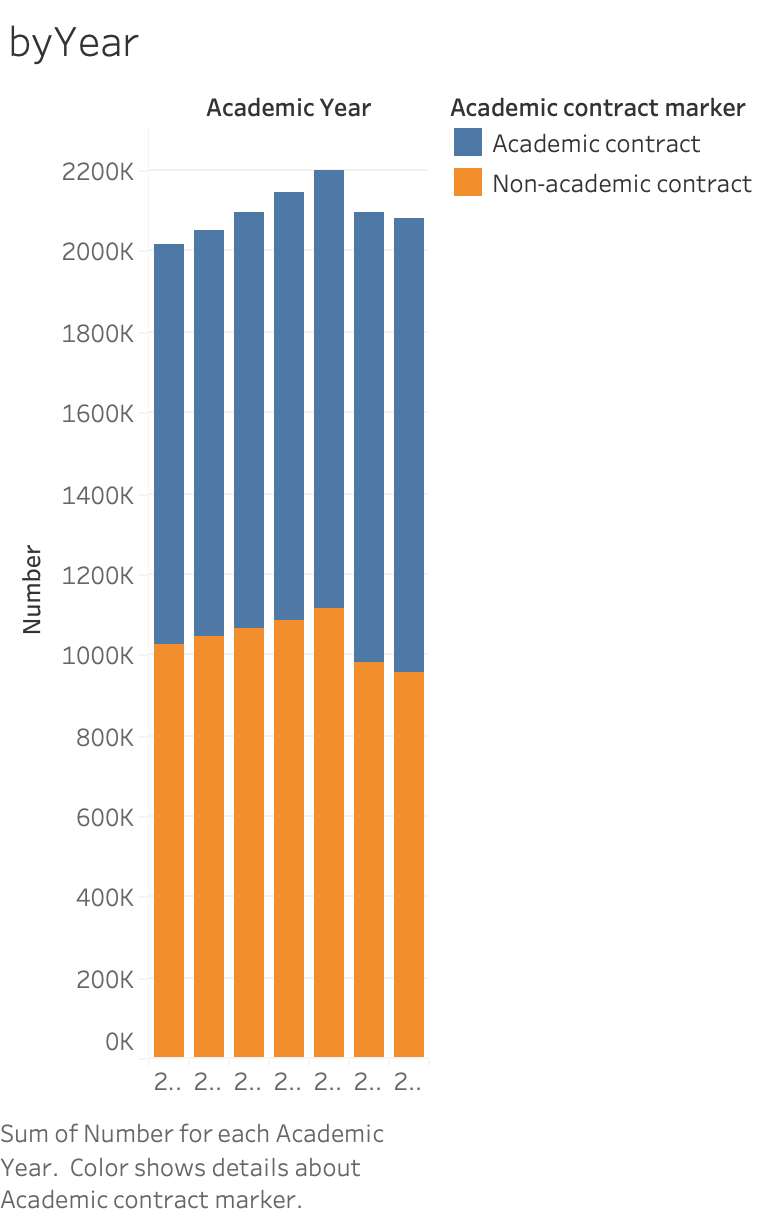 byYear
Academic Year
Academic contract marker
Academic contract
Non-academic contract
2200K
2000K
1800K
1600K
1400K
1200K
1000K
800K
600K
400K
200K
0K
Number
2.. 2.. 2.. 2.. 2.. 2.. 2..
Sum of Number for each Academic
Year. Color shows details about
Academic contract marker.